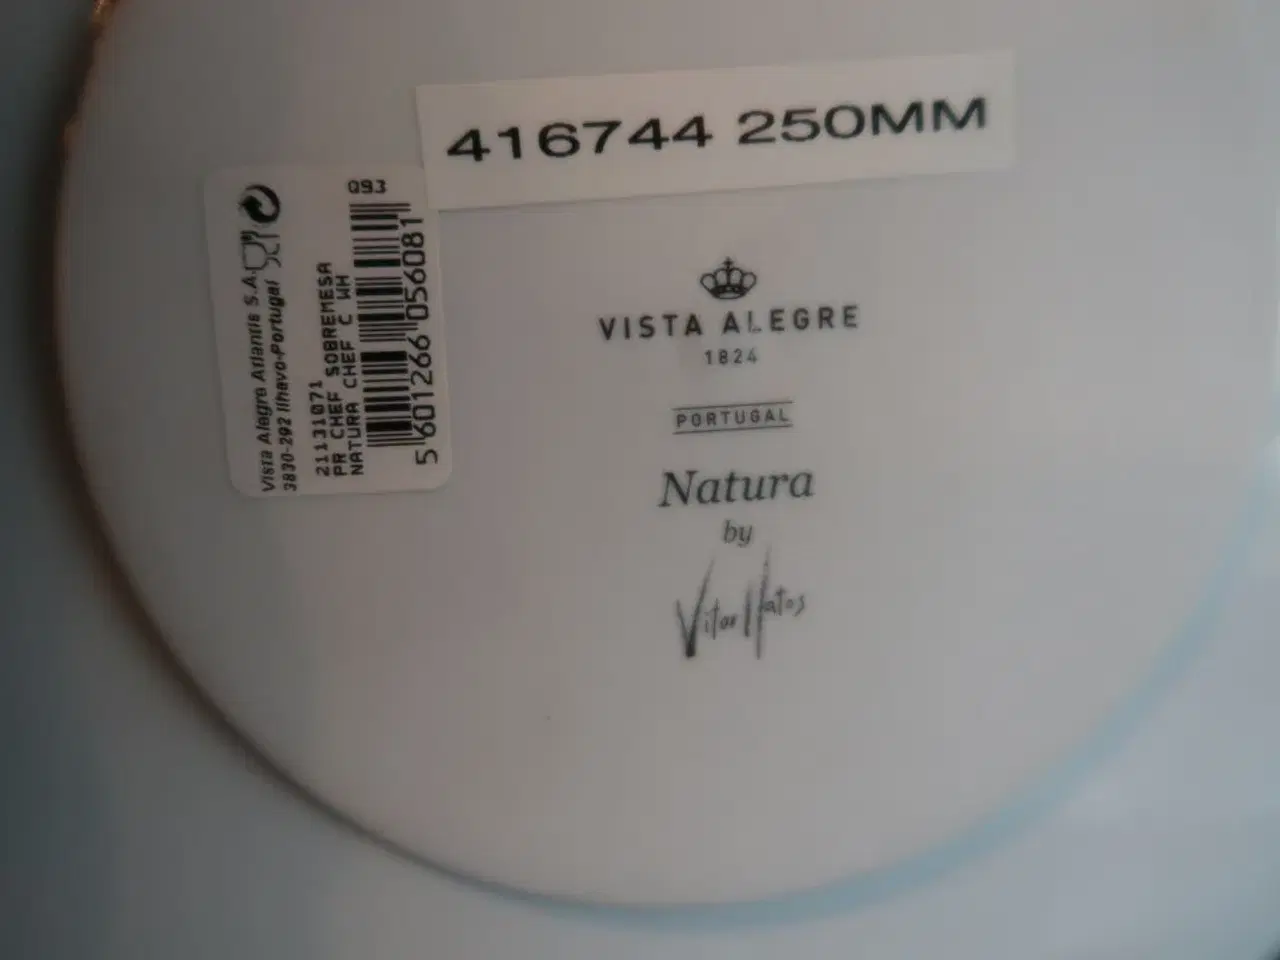 416744 250MM
Vista Alegre Atlantis S.A.
3830-292 Ilhavo-Portugal
21131071
PR CHEF SOBREMESA
NATURA CHEF C WH
093
5 601266 056081
VISTA ALEGRE
1824
PORTUGAL
Natura
by
Vitor Matos